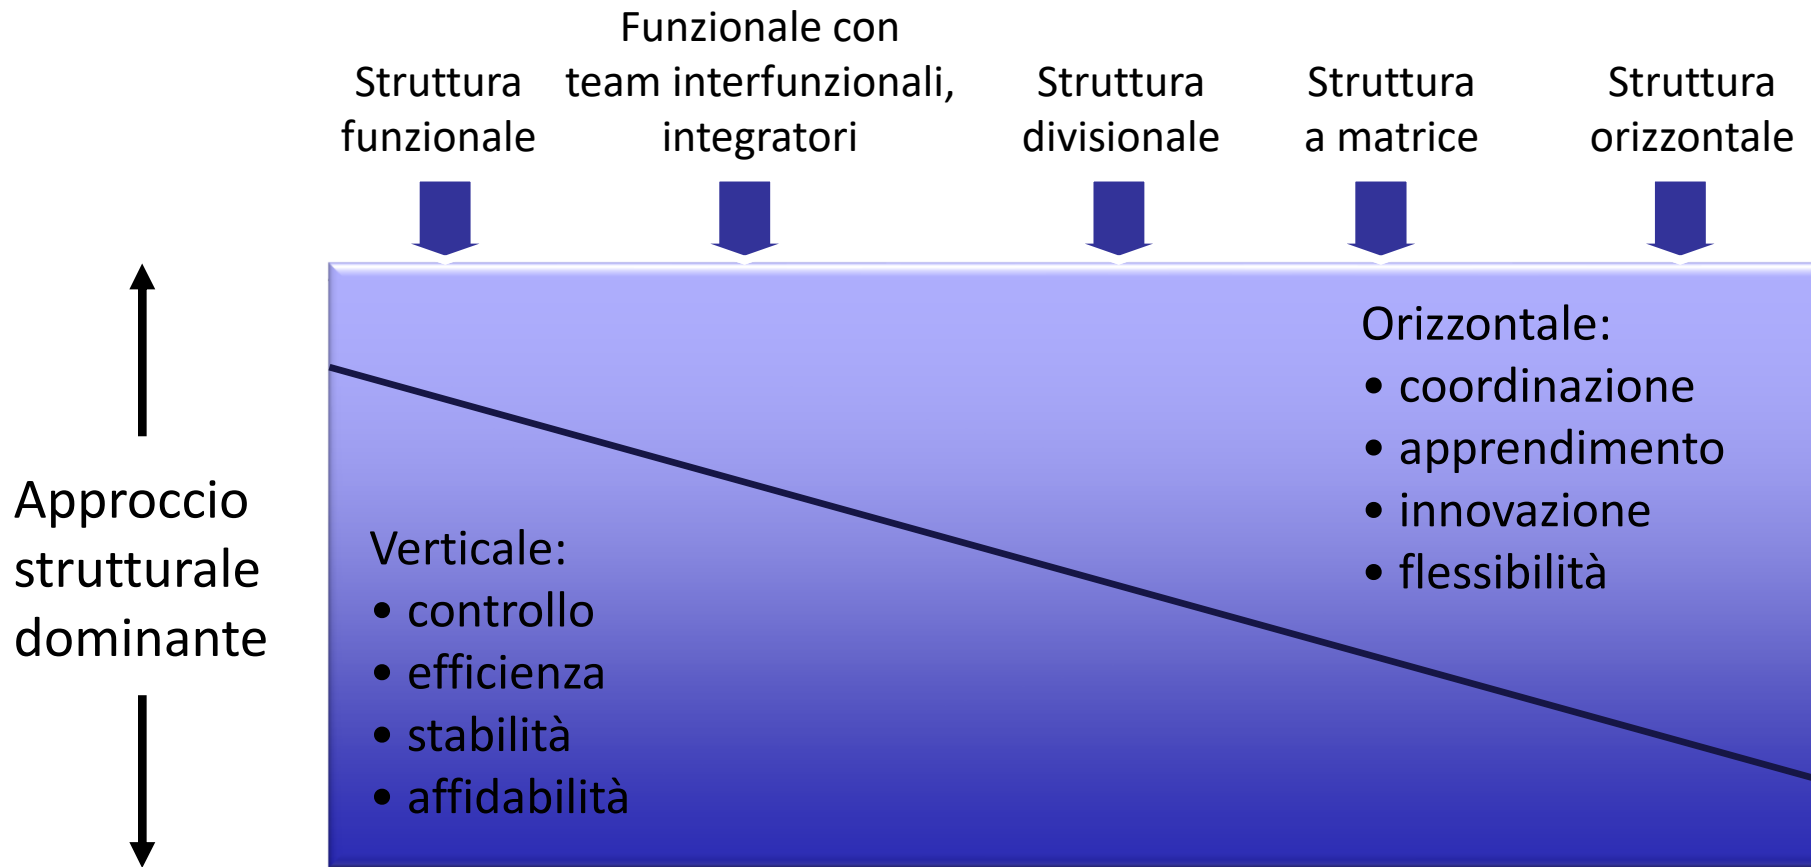 Struttura
funzionale
Funzionale con
team interfunzionali,
integratori
Struttura
divisionale
Struttura
a matrice
Struttura
orizzontale
Approccio
strutturale
dominante
Verticale:
• controllo
• efficienza
• stabilità
• affidabilità
Orizzontale:
• coordinazione
• apprendimento
• innovazione
• flessibilità